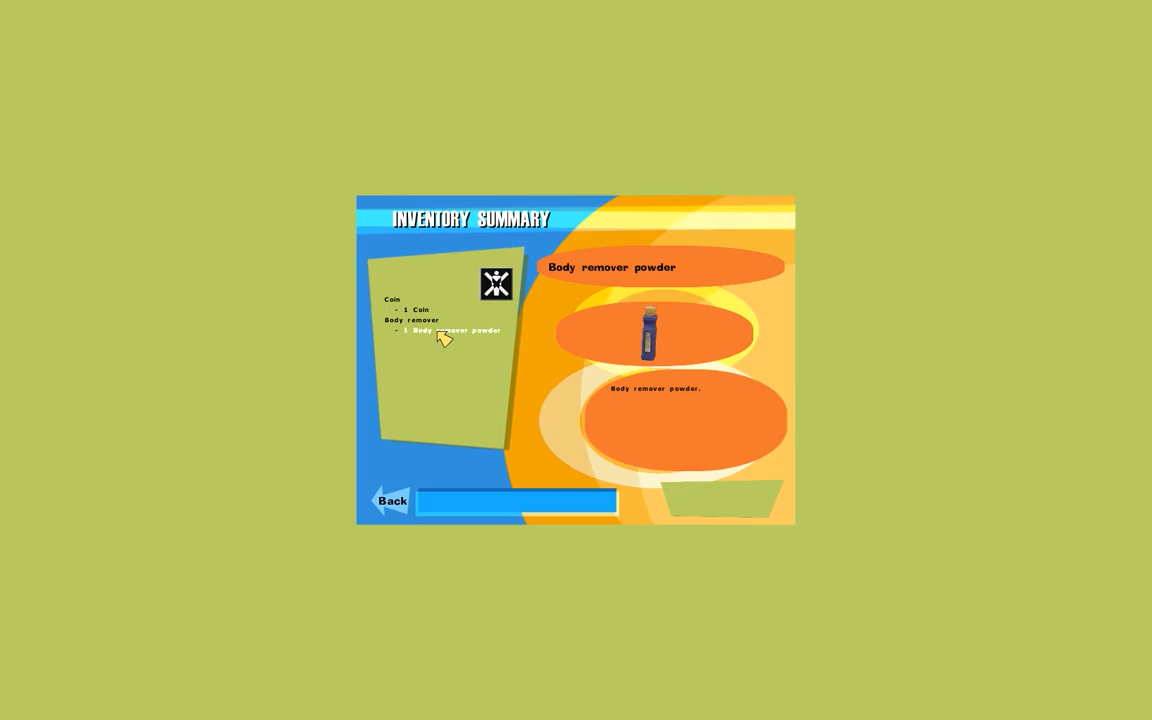 INVENTORY SUMMARY
Coin
- 1 Coin
Body remover
- 1 Body remover powder
Body remover powder
Body remover powder.
Back